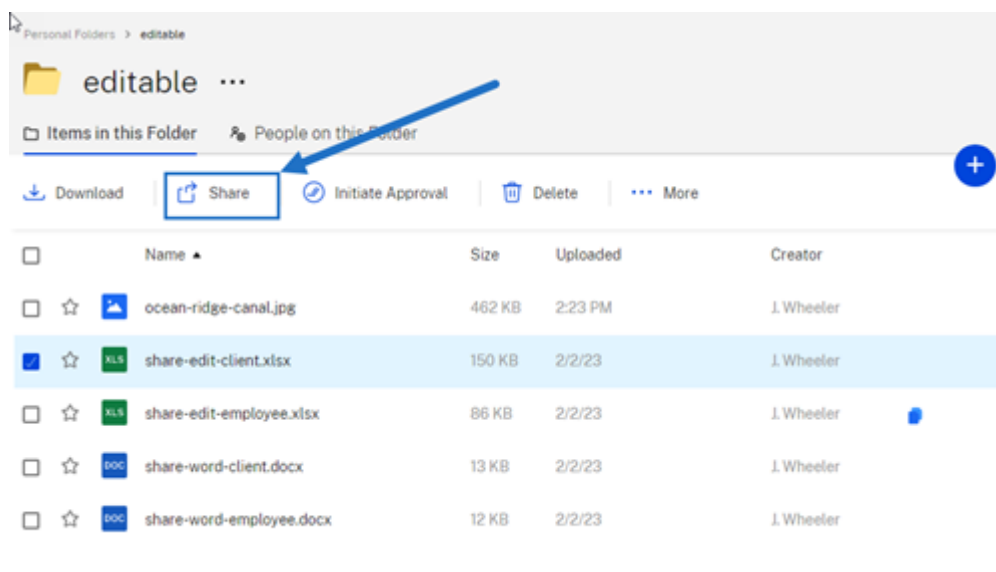 Personal Folders > editable
editable ...
Items in this Folder People on this Folder
Download Share Initiate Approval Delete ... More
Name Size Uploaded Creator
ocean-ridge-canal.jpg 462 KB 2:23 PM J. Wheeler
XLS share-edit-client.xlsx 150 KB 2/2/23 J. Wheeler
XLS share-edit-employee.xlsx 86 KB 2/2/23 J. Wheeler
DOC share-word-client.docx 13 KB 2/2/23 J. Wheeler
DOC share-word-employee.docx 12 KB 2/2/23 J. Wheeler